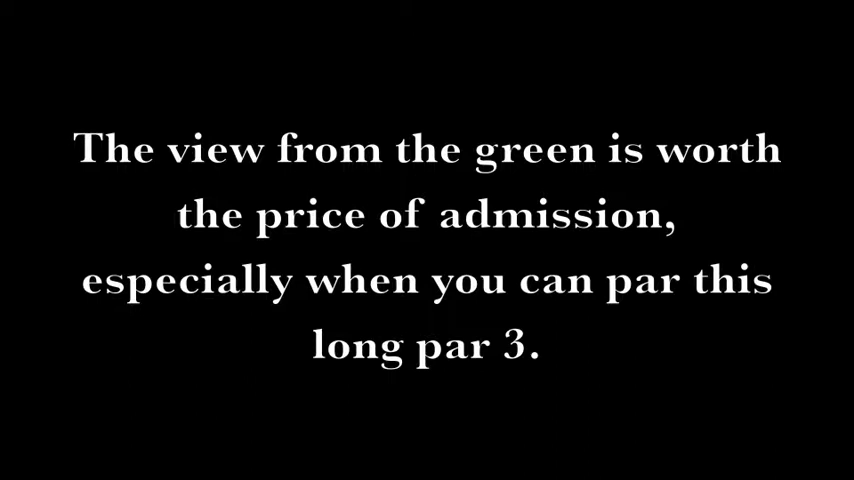 The view from the green is worth
the price of admission,
especially when you can par this
long par 3.